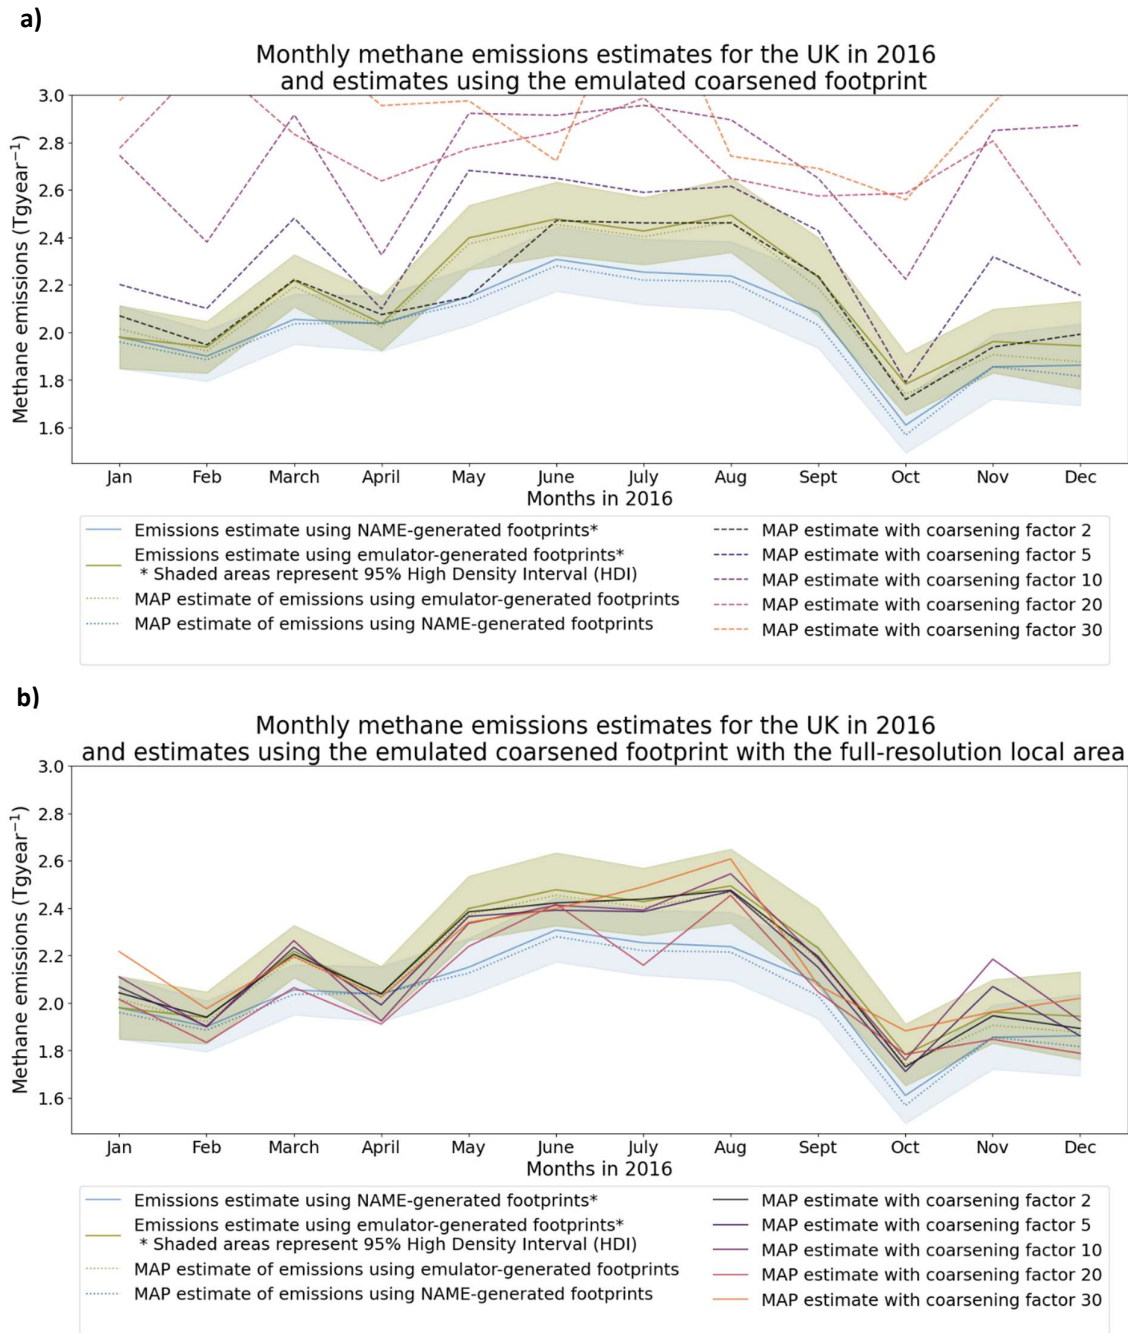 a)
Monthly methane emissions estimates for the UK in 2016
and estimates using the emulated coarsened footprint
Methane emissions (Tgyear⁻¹)
3.0
2.8
2.6
2.4
2.2
2.0
1.8
1.6
Jan Feb March April May June July Aug Sept Oct Nov Dec
Months in 2016
Emissions estimate using NAME-generated footprints*
Emissions estimate using emulator-generated footprints*
* Shaded areas represent 95% High Density Interval (HDI)
MAP estimate of emissions using emulator-generated footprints
MAP estimate of emissions using NAME-generated footprints
MAP estimate with coarsening factor 2
MAP estimate with coarsening factor 5
MAP estimate with coarsening factor 10
MAP estimate with coarsening factor 20
MAP estimate with coarsening factor 30
b)
Monthly methane emissions estimates for the UK in 2016
and estimates using the emulated coarsened footprint with the full-resolution local area
Methane emissions (Tgyear⁻¹)
3.0
2.8
2.6
2.4
2.2
2.0
1.8
1.6
Jan Feb March April May June July Aug Sept Oct Nov Dec
Months in 2016
Emissions estimate using NAME-generated footprints*
Emissions estimate using emulator-generated footprints*
* Shaded areas represent 95% High Density Interval (HDI)
MAP estimate of emissions using emulator-generated footprints
MAP estimate of emissions using NAME-generated footprints
MAP estimate with coarsening factor 2
MAP estimate with coarsening factor 5
MAP estimate with coarsening factor 10
MAP estimate with coarsening factor 20
MAP estimate with coarsening factor 30